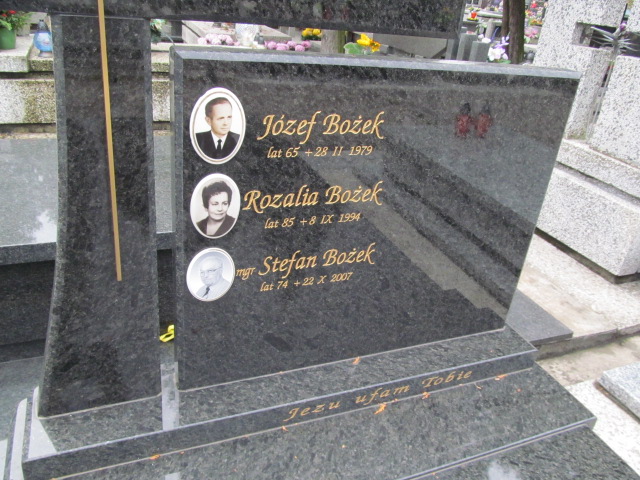 Józef Bożek
lat 65 +28 II 1979
Rozalia Bożek
lat 85 +8 IX 1994
mgr Stefan Bożek
lat 74 +22 X 2007
Jezu ufam Tobie